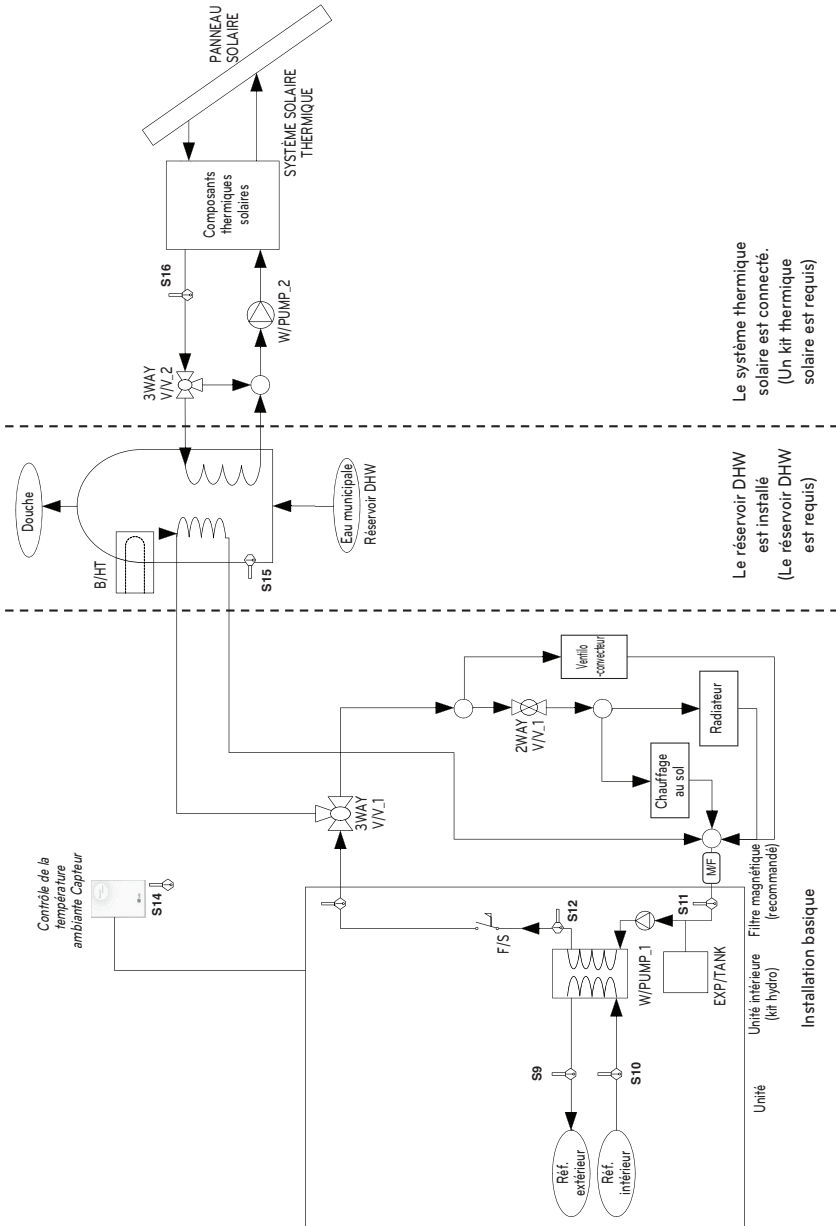 PANNEAU
SOLAIRE
SYSTÈME SOLAIRE
THERMIQUE
Composants
thermiques
solaires
S16
W/PUMP_2
3WAY
V/V_2
Le système thermique
solaire est connecté.
(Un kit thermique
solaire est requis)
Douche
B/HT
S15
Eau municipale
Réservoir DHW
Le réservoir DHW
est installé
(Le réservoir DHW
est requis)
Contrôle de la
température
ambiante Capteur
S14
3WAY
V/V_1
2WAY
V/V_1
Ventilo
-convecteur
Radiateur
Chauffage
au sol
M/F
Filtre magnétique
(recommandé)
F/S
S12
S11
W/PUMP_1
EXP/TANK
Unité intérieure
(kit hydro)
S9
S10
Réf.
extérieur
Réf.
intérieur
Unité
Installation basique